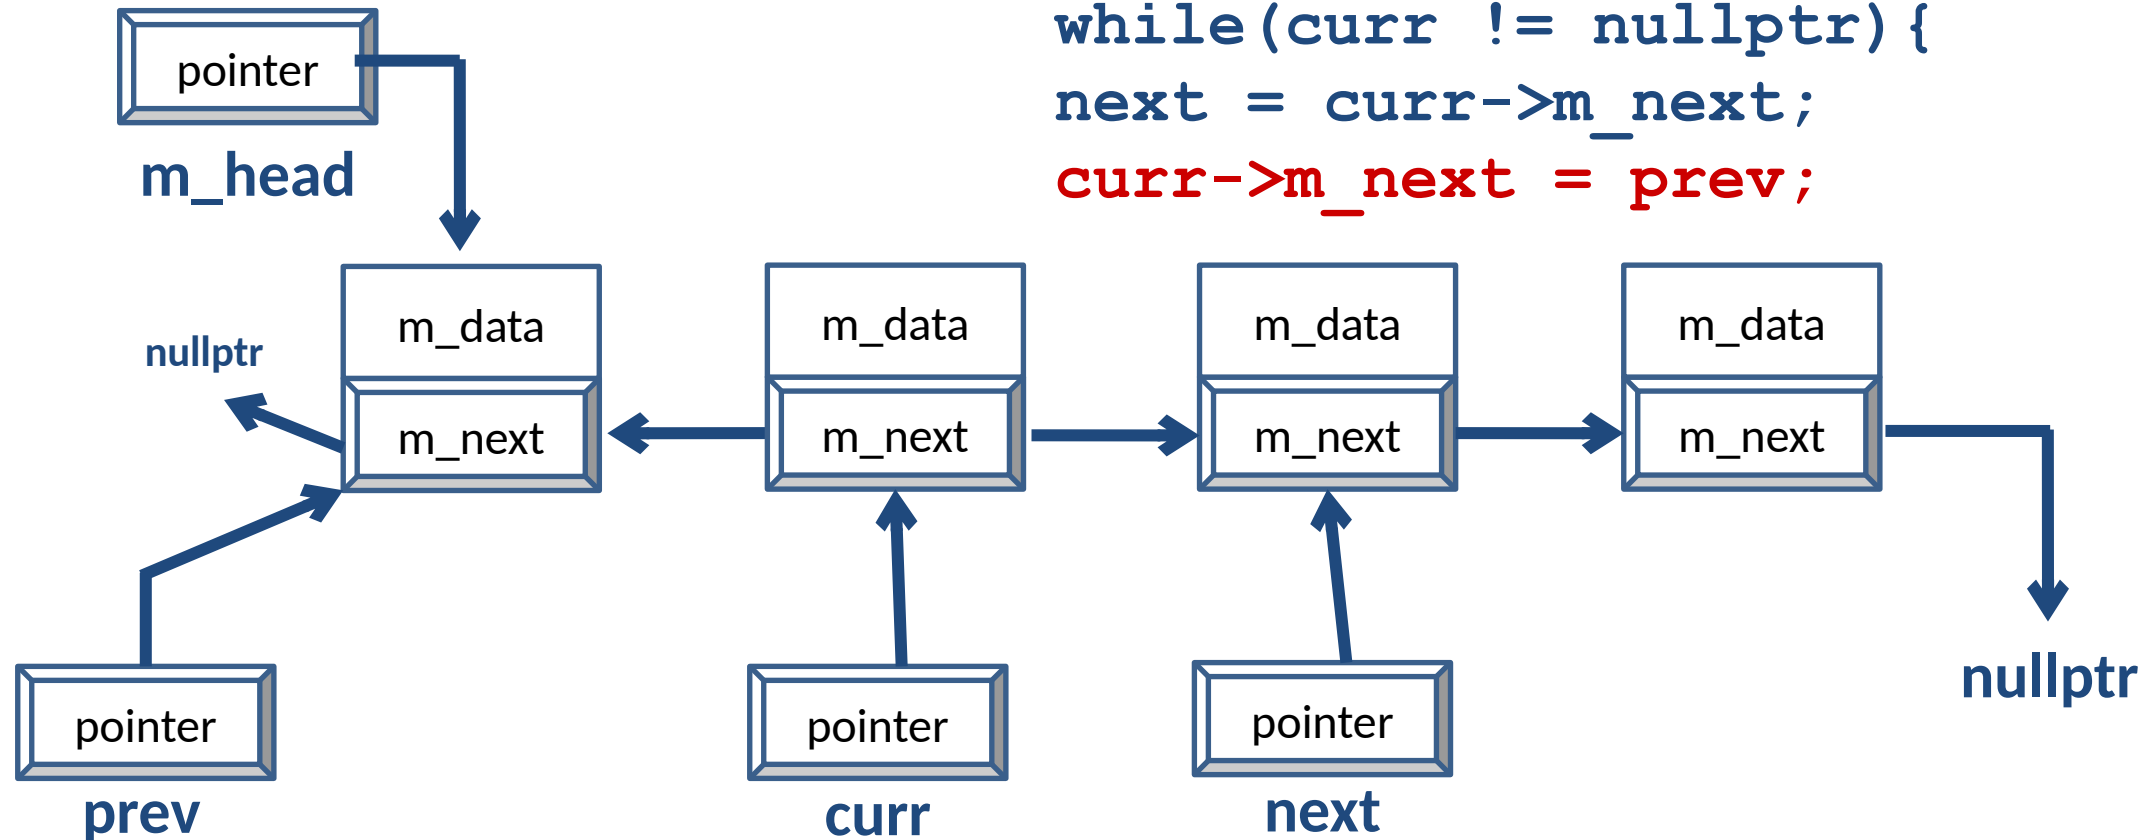 while(curr != nullptr){
next = curr->m_next;
curr->m_next = prev;
pointer
m_head
m_data
m_data
m_data
m_data
nullptr
m_next
m_next
m_next
m_next
nullptr
pointer
pointer
pointer
prev
curr
next